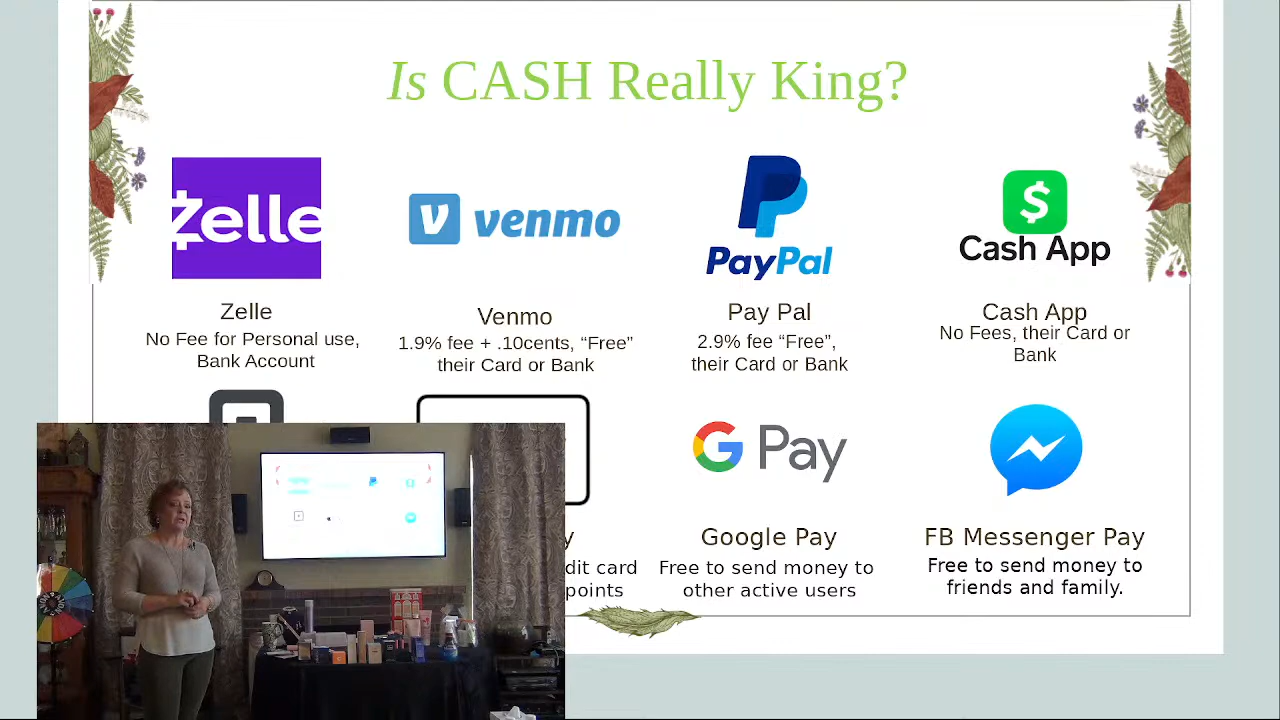 Is CASH Really King?
Zelle
venmo
PayPal
Cash App
Zelle
No Fee for Personal use,
Bank Account
Venmo
1.9% fee + .10cents, “Free”
their Card or Bank
Pay Pal
2.9% fee “Free”,
their Card or Bank
Cash App
No Fees, their Card or
Bank
G Pay
Google Pay
Free to send money to
other active users
FB Messenger Pay
Free to send money to
friends and family.
points